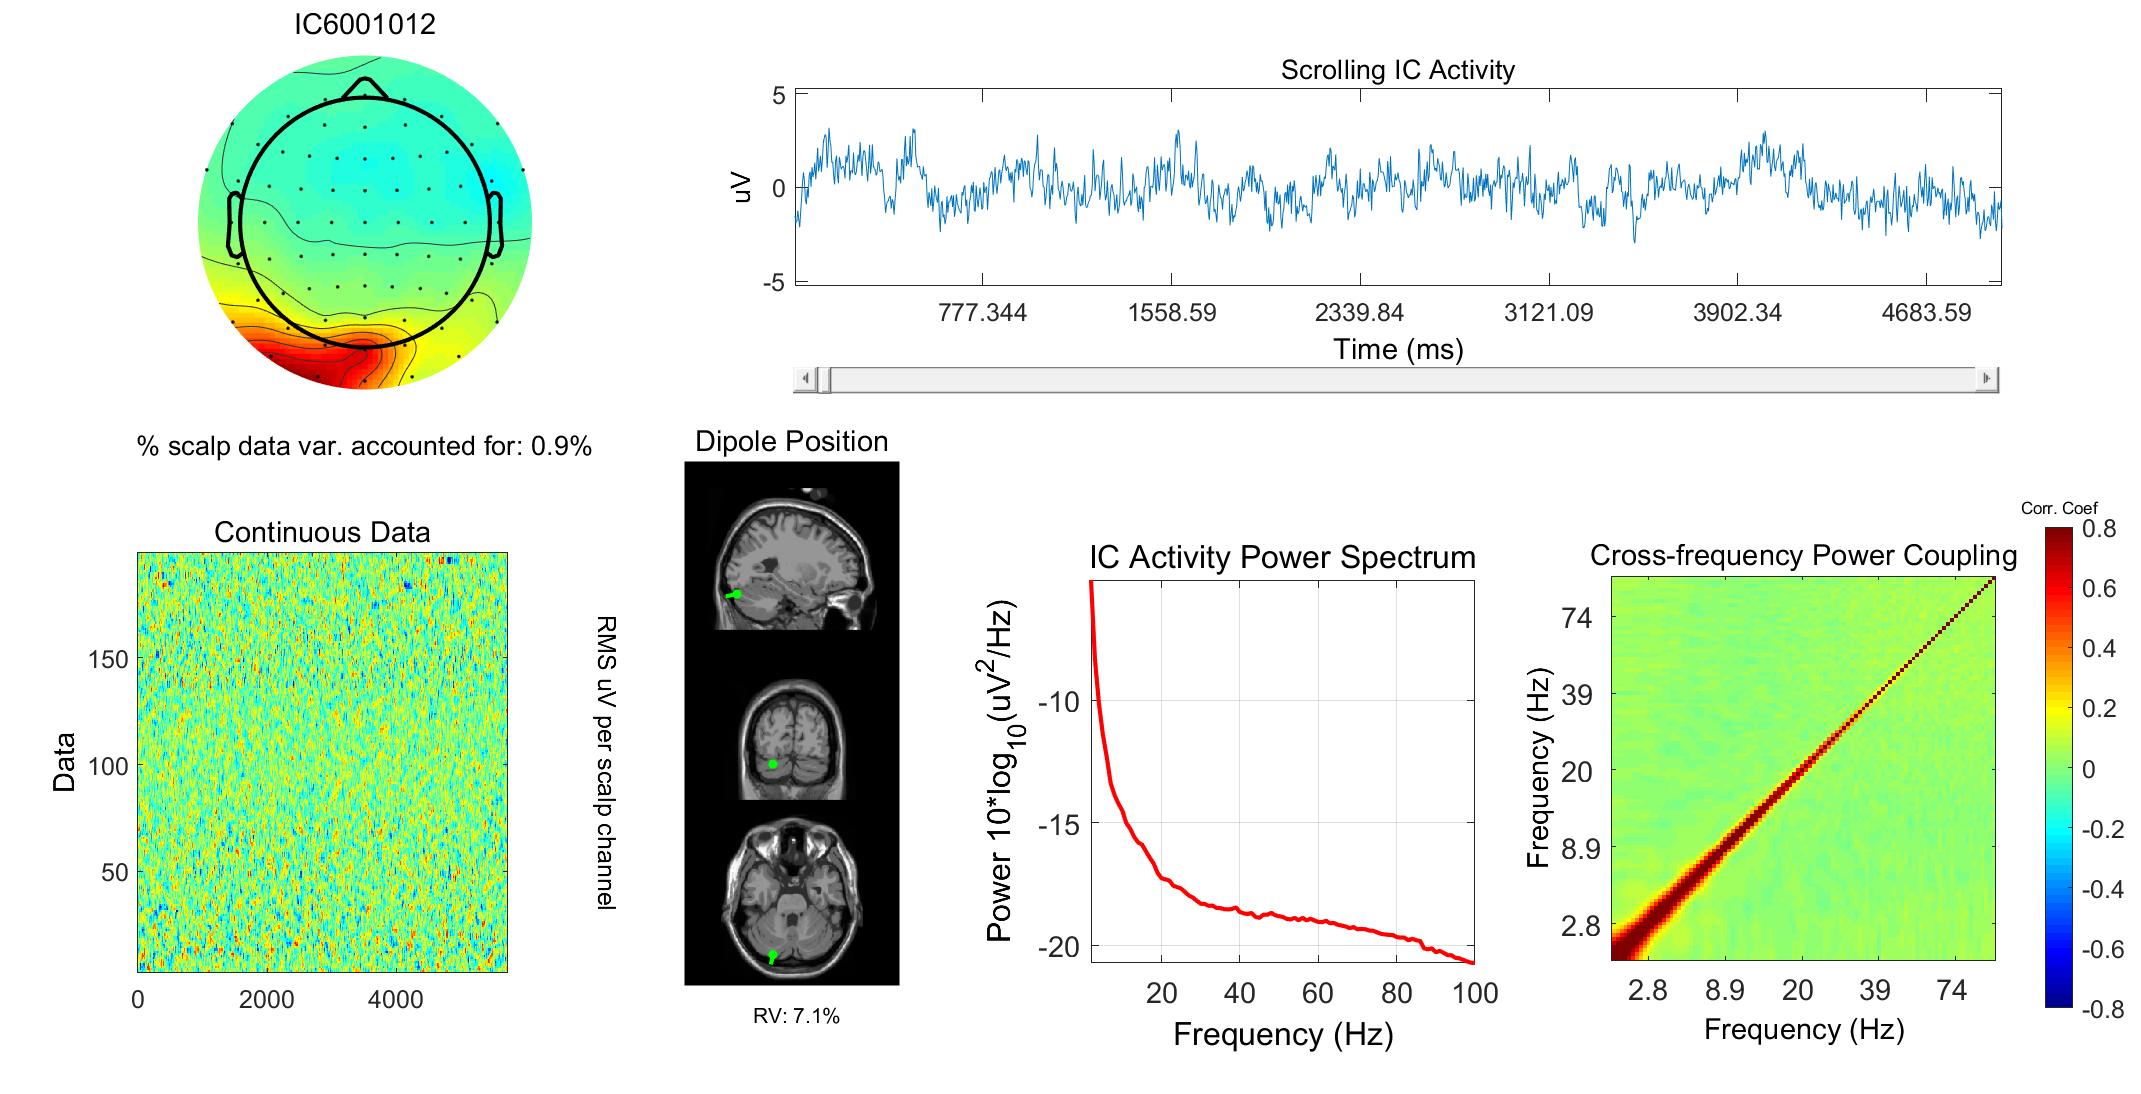 IC6001012
Scrolling IC Activity
5
0
-5
uV
777.344 1558.59 2339.84 3121.09 3902.34 4683.59
Time (ms)
% scalp data var. accounted for: 0.9%
Continuous Data
150
100
50
Data
0 2000 4000
RMS uV per scalp channel
Dipole Position
RV: 7.1%
IC Activity Power Spectrum
-10
-15
-20
Power 10*log10(uV2/Hz)
20 40 60 80 100
Frequency (Hz)
Cross-frequency Power Coupling
74
39
20
8.9
2.8
Frequency (Hz)
2.8 8.9 20 39 74
Frequency (Hz)
Corr. Coef
0.8
0.6
0.4
0.2
0
-0.2
-0.4
-0.6
-0.8